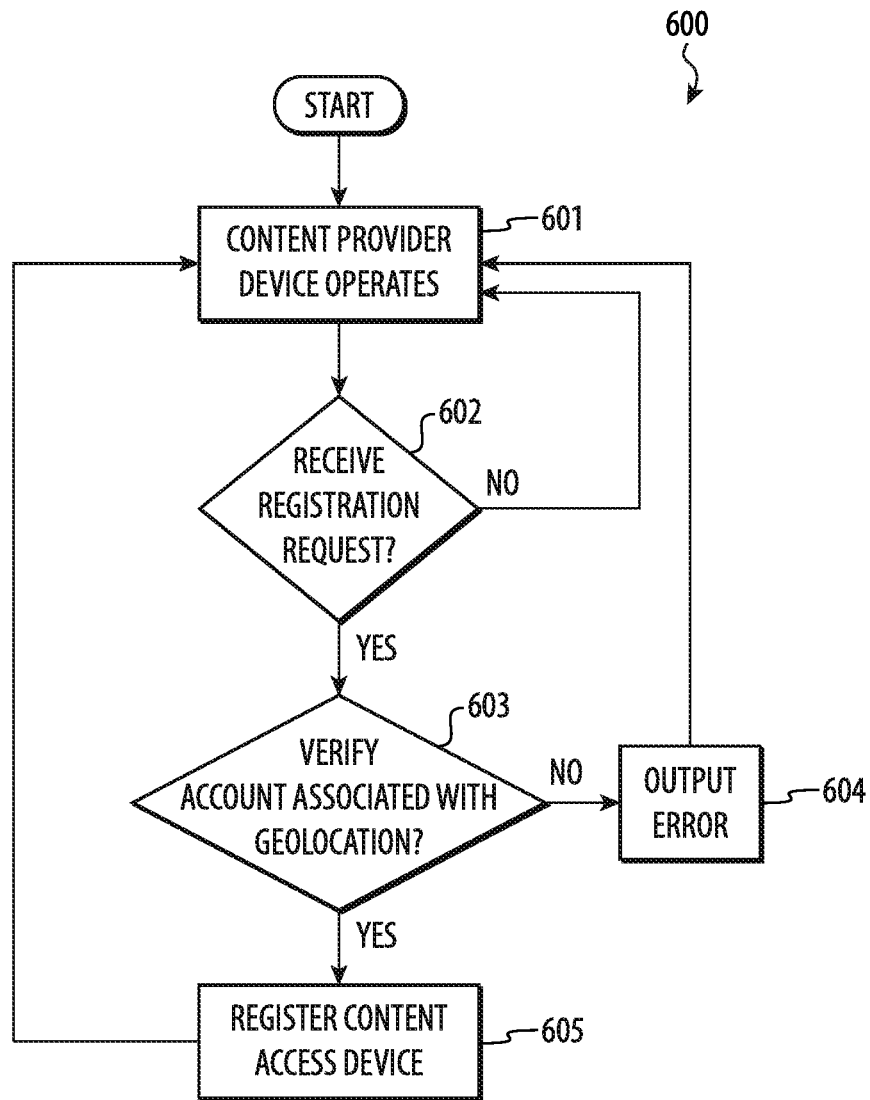 600
START
CONTENT PROVIDER
DEVICE OPERATES
601
RECEIVE
REGISTRATION
REQUEST?
602
NO
YES
VERIFY
ACCOUNT ASSOCIATED WITH
GEOLOCATION?
603
NO
OUTPUT
ERROR
604
YES
REGISTER CONTENT
ACCESS DEVICE
605